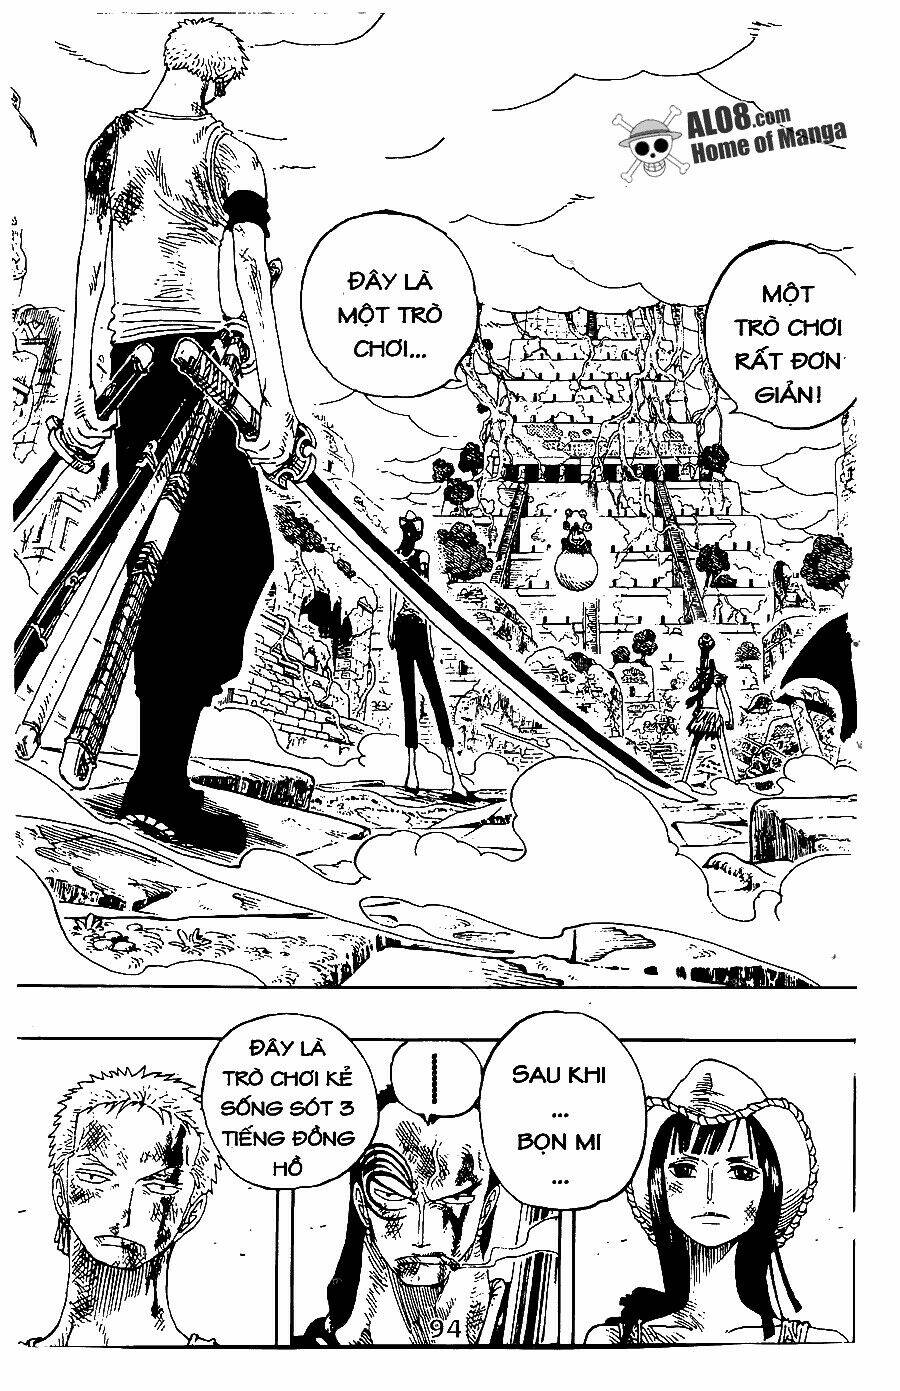 AL08.com
Home of Manga
MỘT
TRÒ CHƠI
RẤT ĐƠN
GIẢN!
ĐÂY LÀ
MỘT TRÒ
CHƠI...
SAU KHI
...
BỌN MI
...
ĐÂY LÀ
TRÒ CHƠI KẺ
SỐNG SÓT 3
TIẾNG ĐỒNG
HỒ
94